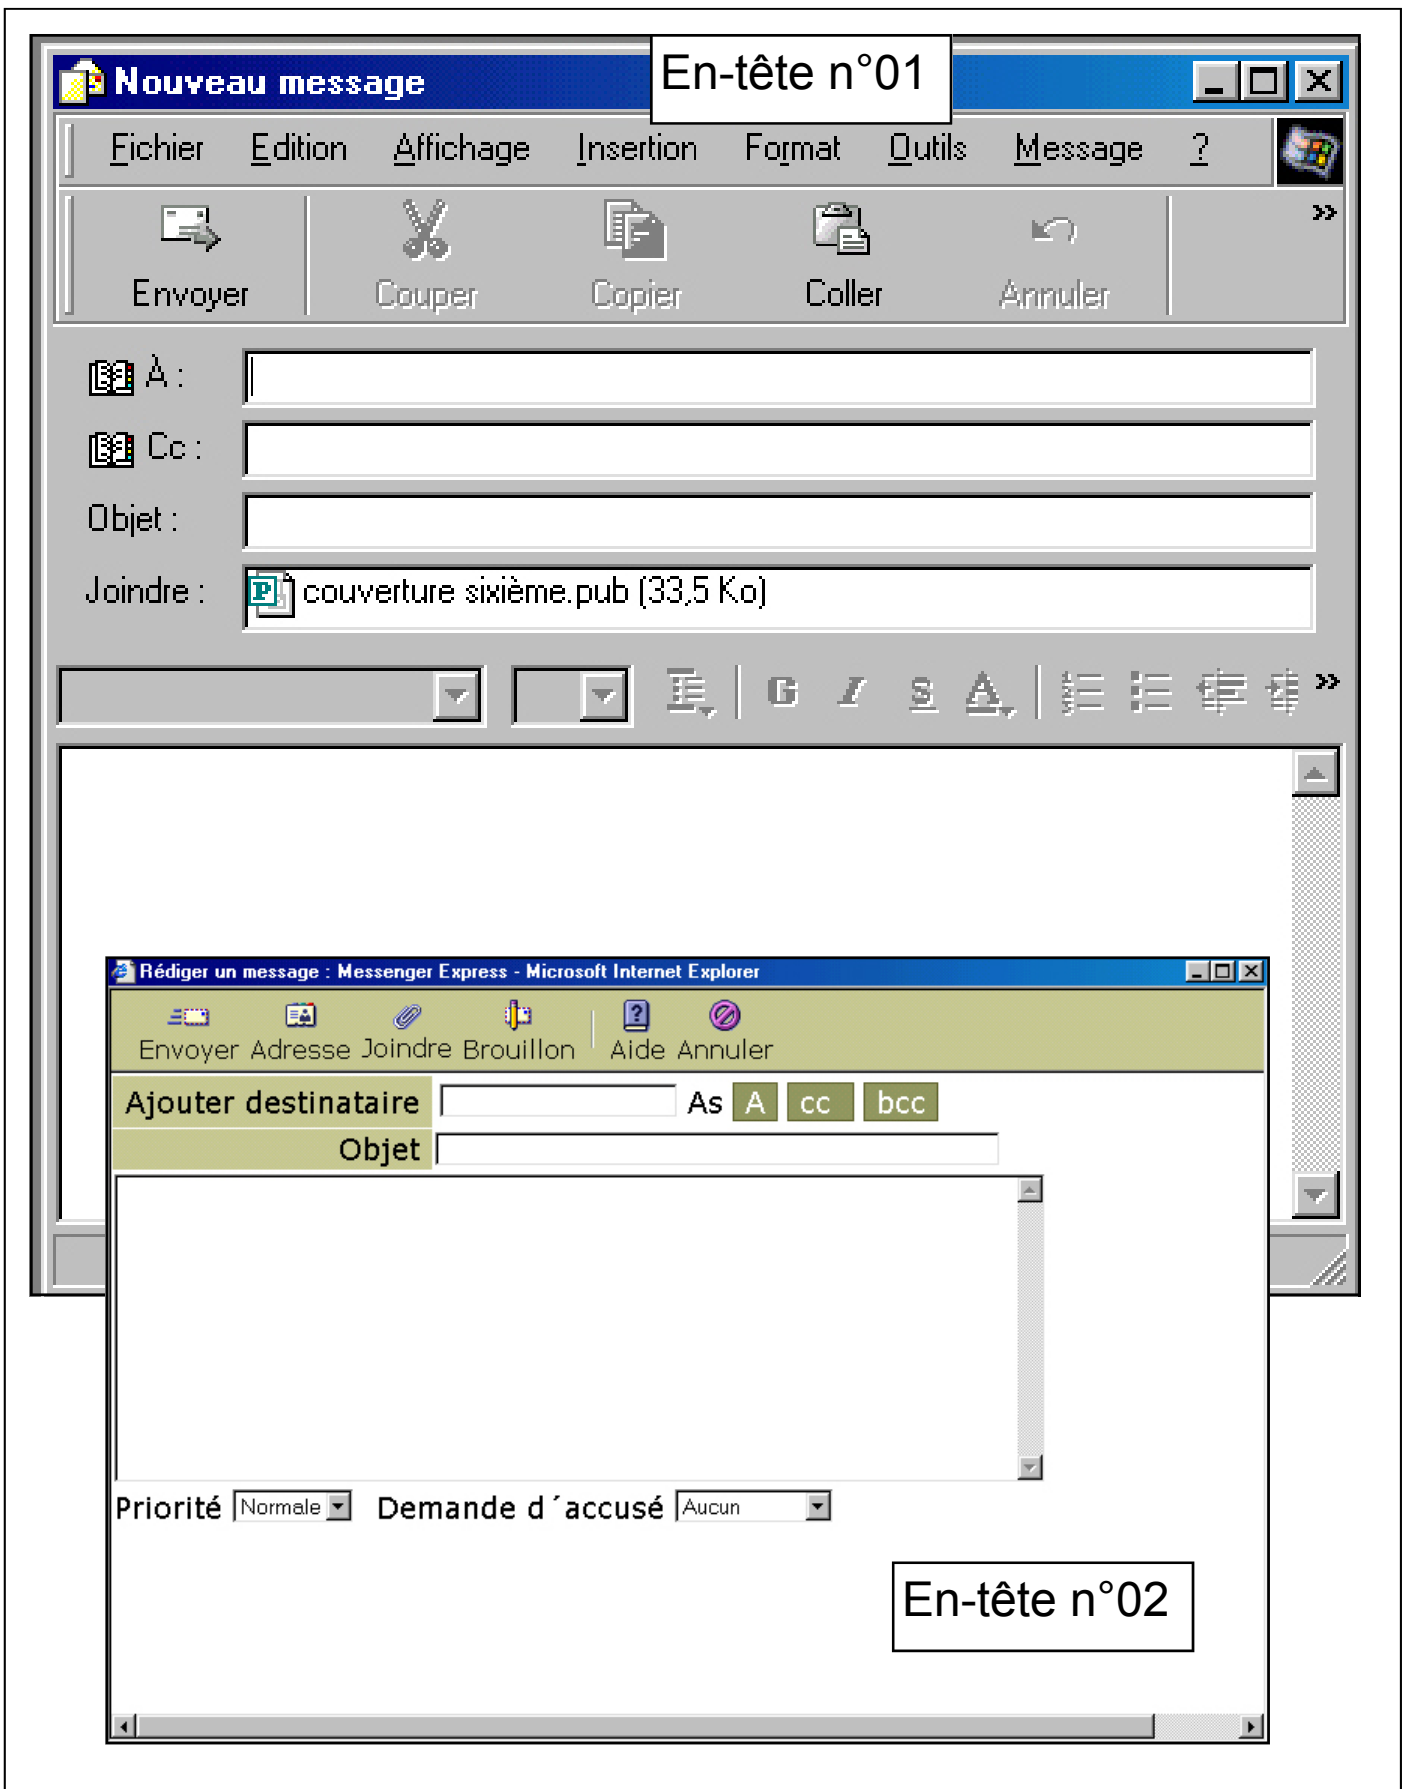 Nouveau message
En-tête n°01
Fichier Edition Affichage Insertion Format Outils Message ?
Envoyer Couper Copier Coller Annuler
À :
Cc :
Objet :
Joindre : couverture sixième.pub (33,5 Ko)
G I S A
Rédiger un message : Messenger Express - Microsoft Internet Explorer
Envoyer Adresse Joindre Brouillon Aide Annuler
Ajouter destinataire As A cc bcc
Objet
Priorité Normale Demande d´accusé Aucun
En-tête n°02